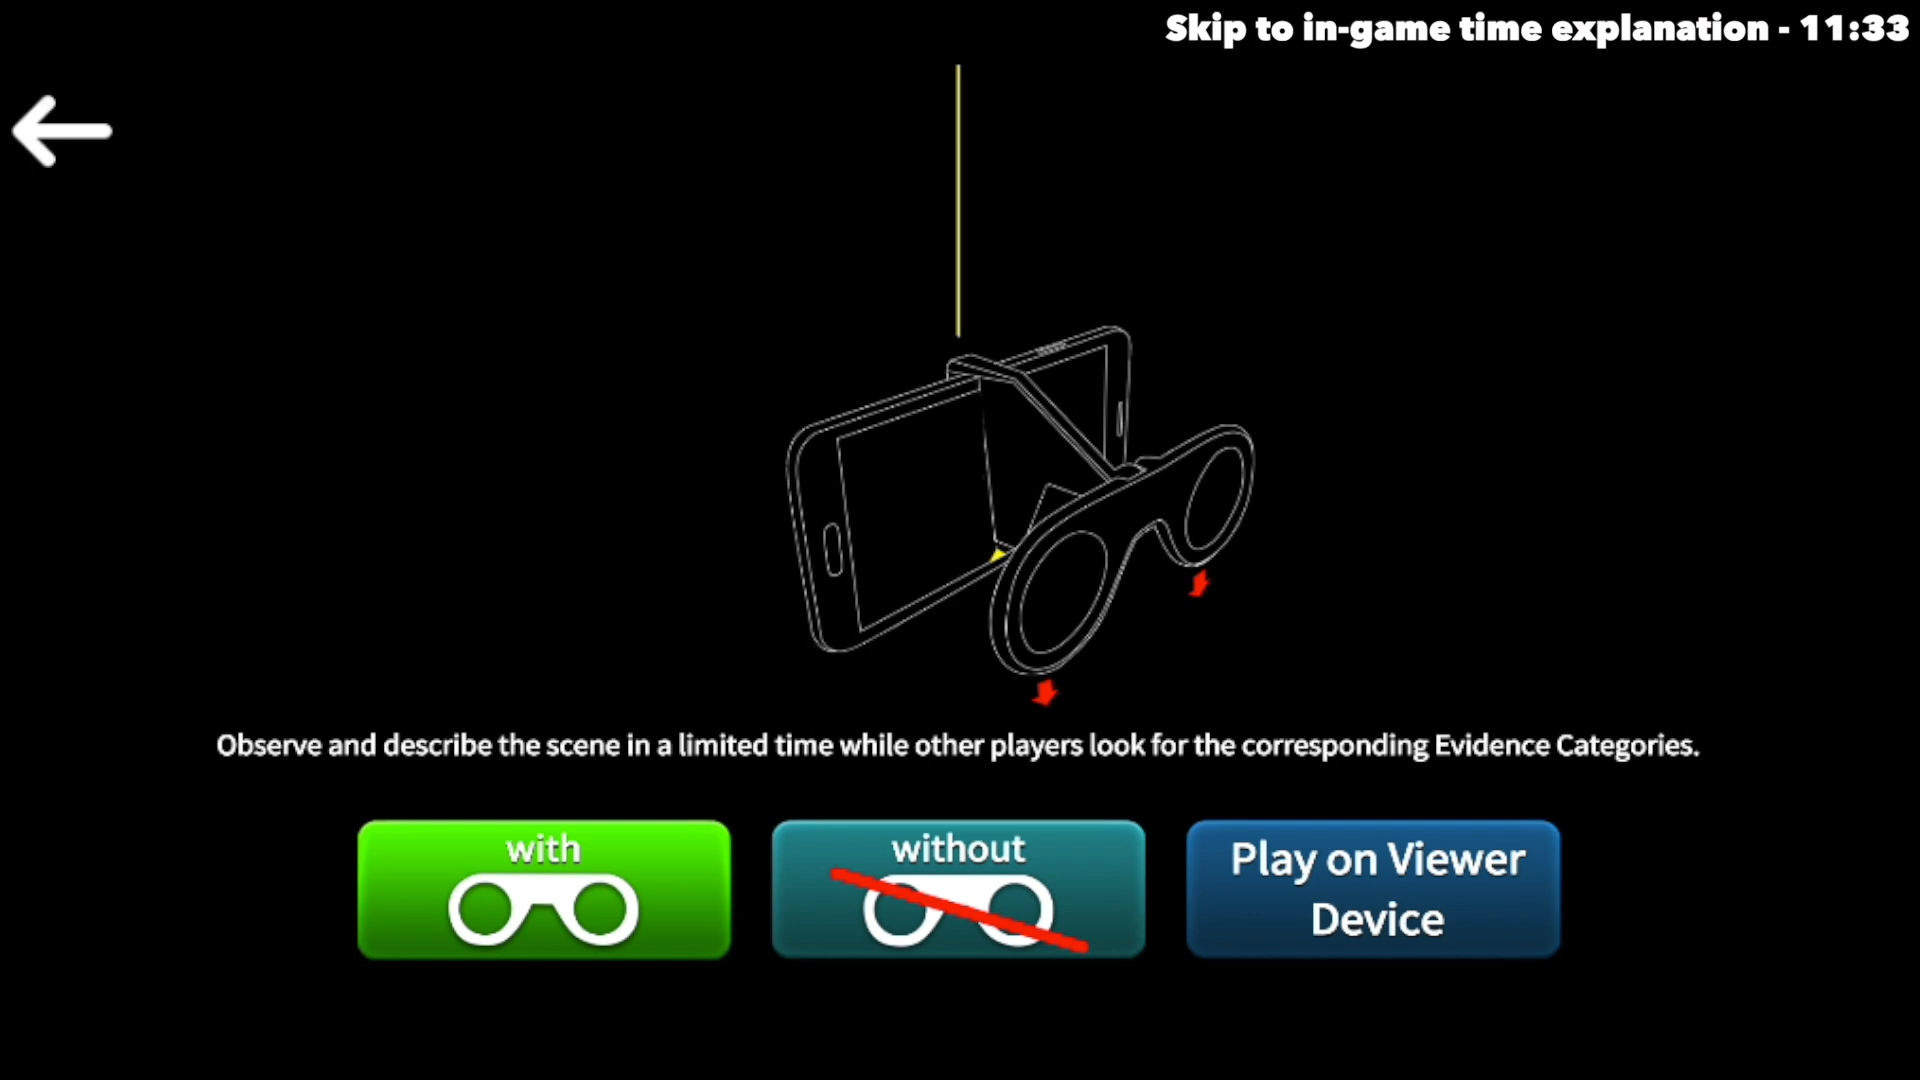 Skip to in-game time explanation - 11:33
Observe and describe the scene in a limited time while other players look for the corresponding Evidence Categories.
with
without
Play on Viewer
Device